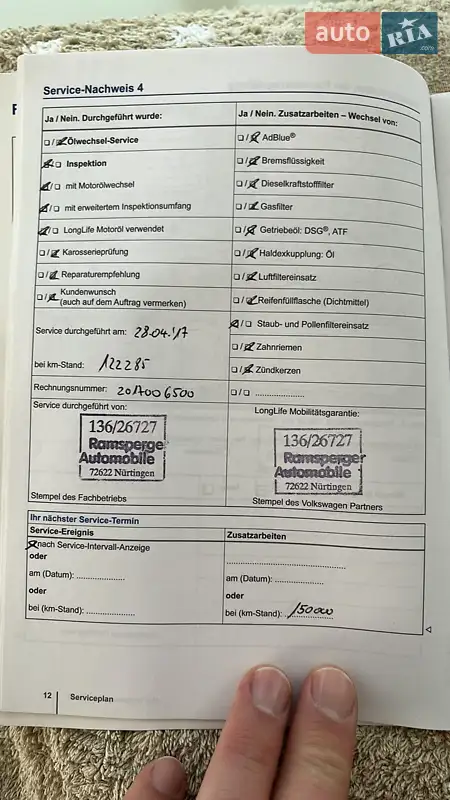 auto RIA .com
Service-Nachweis 4
Ja / Nein. Durchgeführt wurde:
❑/❑ Ölwechsel-Service
❑/❑ Inspektion
❑/❑ mit Motorölwechsel
❑/❑ mit erweitertem Inspektionsumfang
❑/❑ LongLife Motoröl verwendet
❑/❑ Karosserieprüfung
❑/❑ Reparaturempfehlung
❑/❑ Kundenwunsch
(auch auf dem Auftrag vermerken)
Service durchgeführt am: 28.04.'17
bei km-Stand: 122285
Rechnungsnummer: 2017006500
Service durchgeführt von:
136/26727
Ramsperge
Automobile
72622 Nürtingen
Stempel des Fachbetriebs
Ja / Nein. Zusatzarbeiten – Wechsel von:
❑/❑ AdBlue®
❑/❑ Bremsflüssigkeit
❑/❑ Dieselkraftstofffilter
❑/❑ Gasfilter
❑/❑ Getriebeöl: DSG®, ATF
❑/❑ Haldexkupplung: Öl
❑/❑ Luftfiltereinsatz
❑/❑ Reifenfüllflasche (Dichtmittel)
❑/❑ Staub- und Pollenfiltereinsatz
❑/❑ Zahnriemen
❑/❑ Zündkerzen
❑/❑ ....................
LongLife Mobilitätsgarantie:
136/26727
Ramsperger
Automobile
72622 Nürtingen
Stempel des Volkswagen Partners
Ihr nächster Service-Termin
Service-Ereignis
❑ nach Service-Intervall-Anzeige
oder
am (Datum): ....................
oder
bei (km-Stand): ....................
Zusatzarbeiten
........................................
am (Datum): ....................
oder
bei (km-Stand): 150000
12 Serviceplan